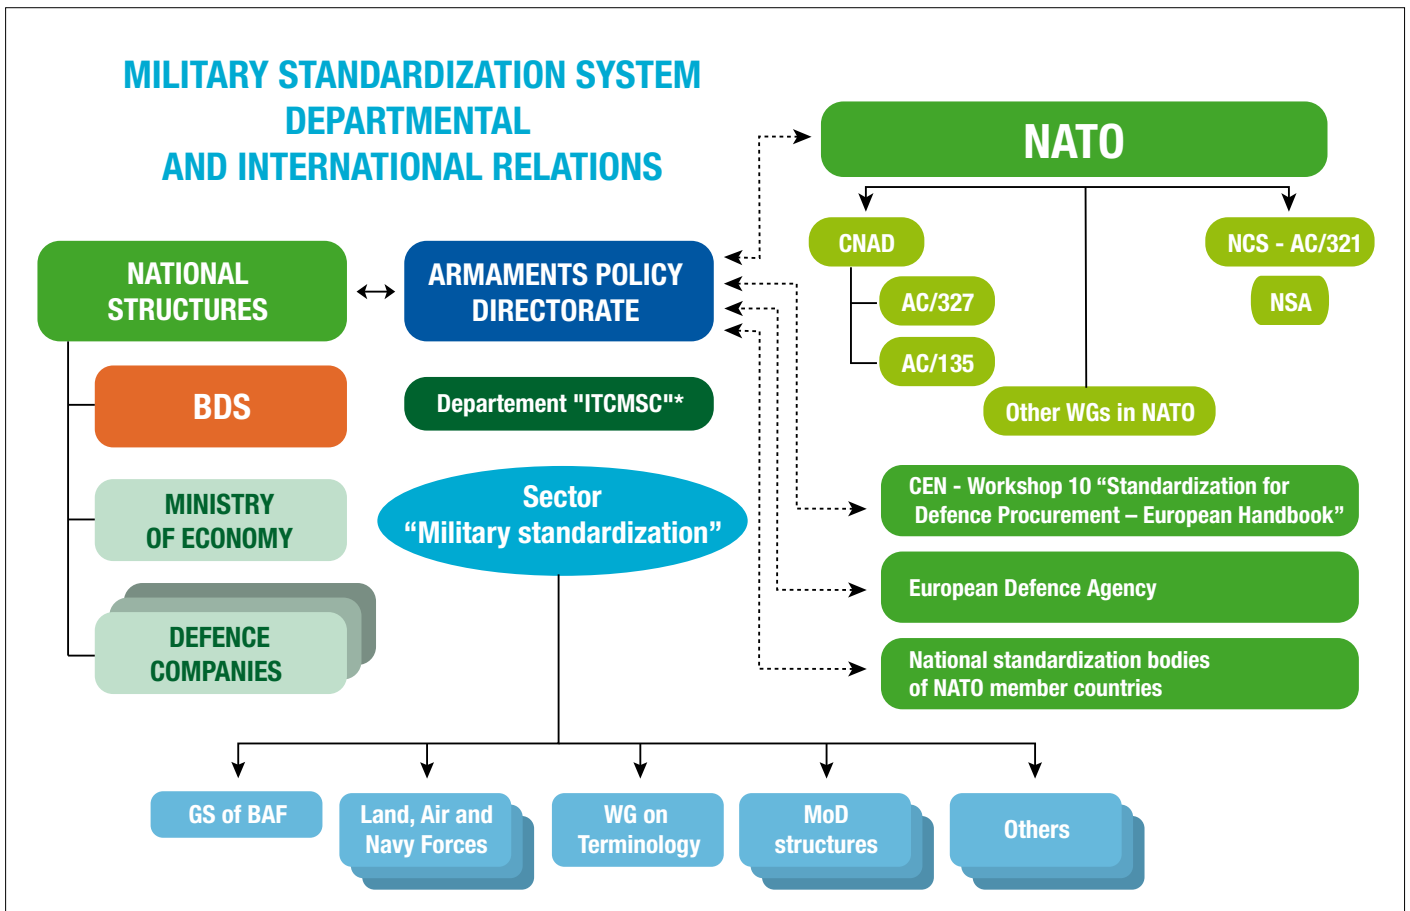 MILITARY STANDARDIZATION SYSTEM
DEPARTMENTAL
AND INTERNATIONAL RELATIONS
NATO
CNAD
NCS - AC/321
NSA
AC/327
AC/135
Other WGs in NATO
NATIONAL
STRUCTURES
ARMAMENTS POLICY
DIRECTORATE
BDS
Departement "ITCMSC"*
MINISTRY
OF ECONOMY
Sector
“Military standardization”
DEFENCE
COMPANIES
CEN - Workshop 10 “Standardization for
Defence Procurement – European Handbook”
European Defence Agency
National standardization bodies
of NATO member countries
GS of BAF
Land, Air and
Navy Forces
WG on
Terminology
MoD
structures
Others